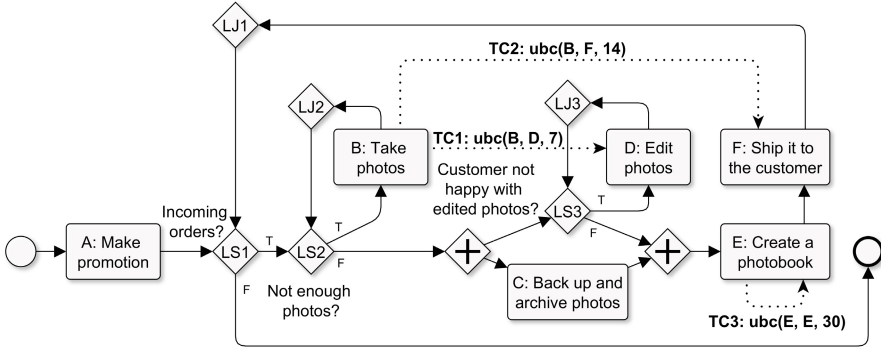 LJ1
TC2: ubc(B, F, 14)
LJ2
LJ3
B: Take
photos
TC1: ubc(B, D, 7)
D: Edit
photos
F: Ship it to
the customer
Customer not
happy with
edited photos?
T
Incoming
orders?
LS3
T
F
A: Make
promotion
LS1
T
LS2
F
E: Create a
photobook
F
Not enough
photos?
C: Back up and
archive photos
TC3: ubc(E, E, 30)